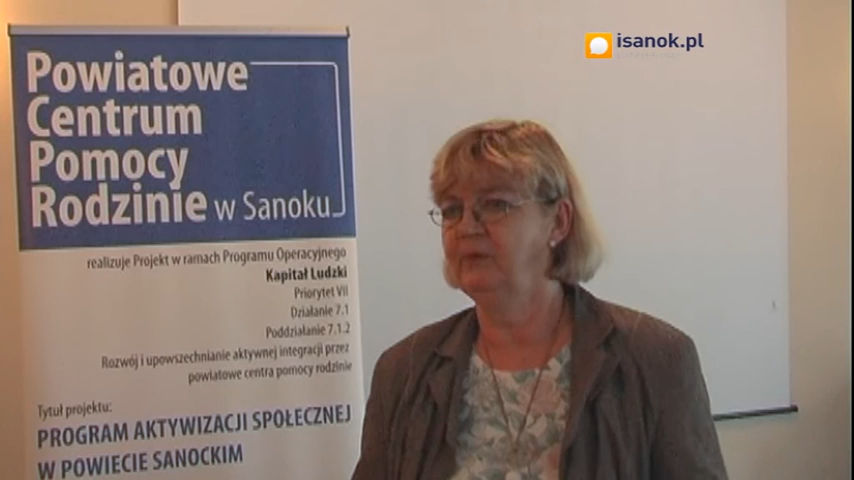 isanok.pl
Powiatowe
Centrum
Pomocy
Rodzinie w Sanoku
realizuje Projekt w ramach Programu Operacyjnego
Kapitał Ludzki
Priorytet VII
Działanie 7.1
Poddziałanie 7.1.2
Rozwój i upowszechnianie aktywnej integracji przez
powiatowe centra pomocy rodzinie
Tytuł projektu:
PROGRAM AKTYWIZACJI SPOŁECZNEJ
W POWIECIE SANOCKIM